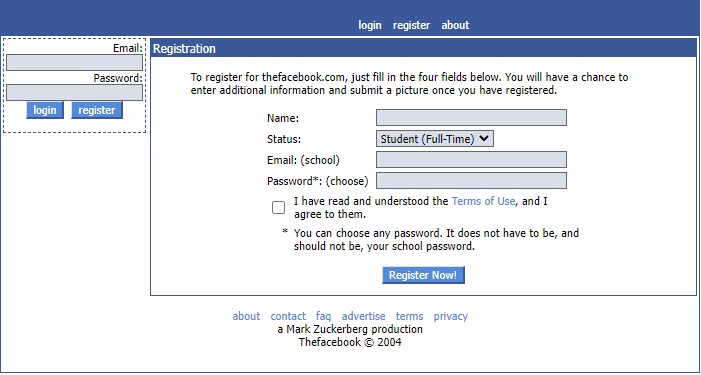 login register about
Email:
Password:
login register
Registration
To register for thefacebook.com, just fill in the four fields below. You will have a chance to
enter additional information and submit a picture once you have registered.
Name:
Status: Student (Full-Time)
Email: (school)
Password*: (choose)
I have read and understood the Terms of Use, and I
agree to them.
* You can choose any password. It does not have to be, and
should not be, your school password.
Register Now!
about contact faq advertise terms privacy
a Mark Zuckerberg production
Thefacebook © 2004